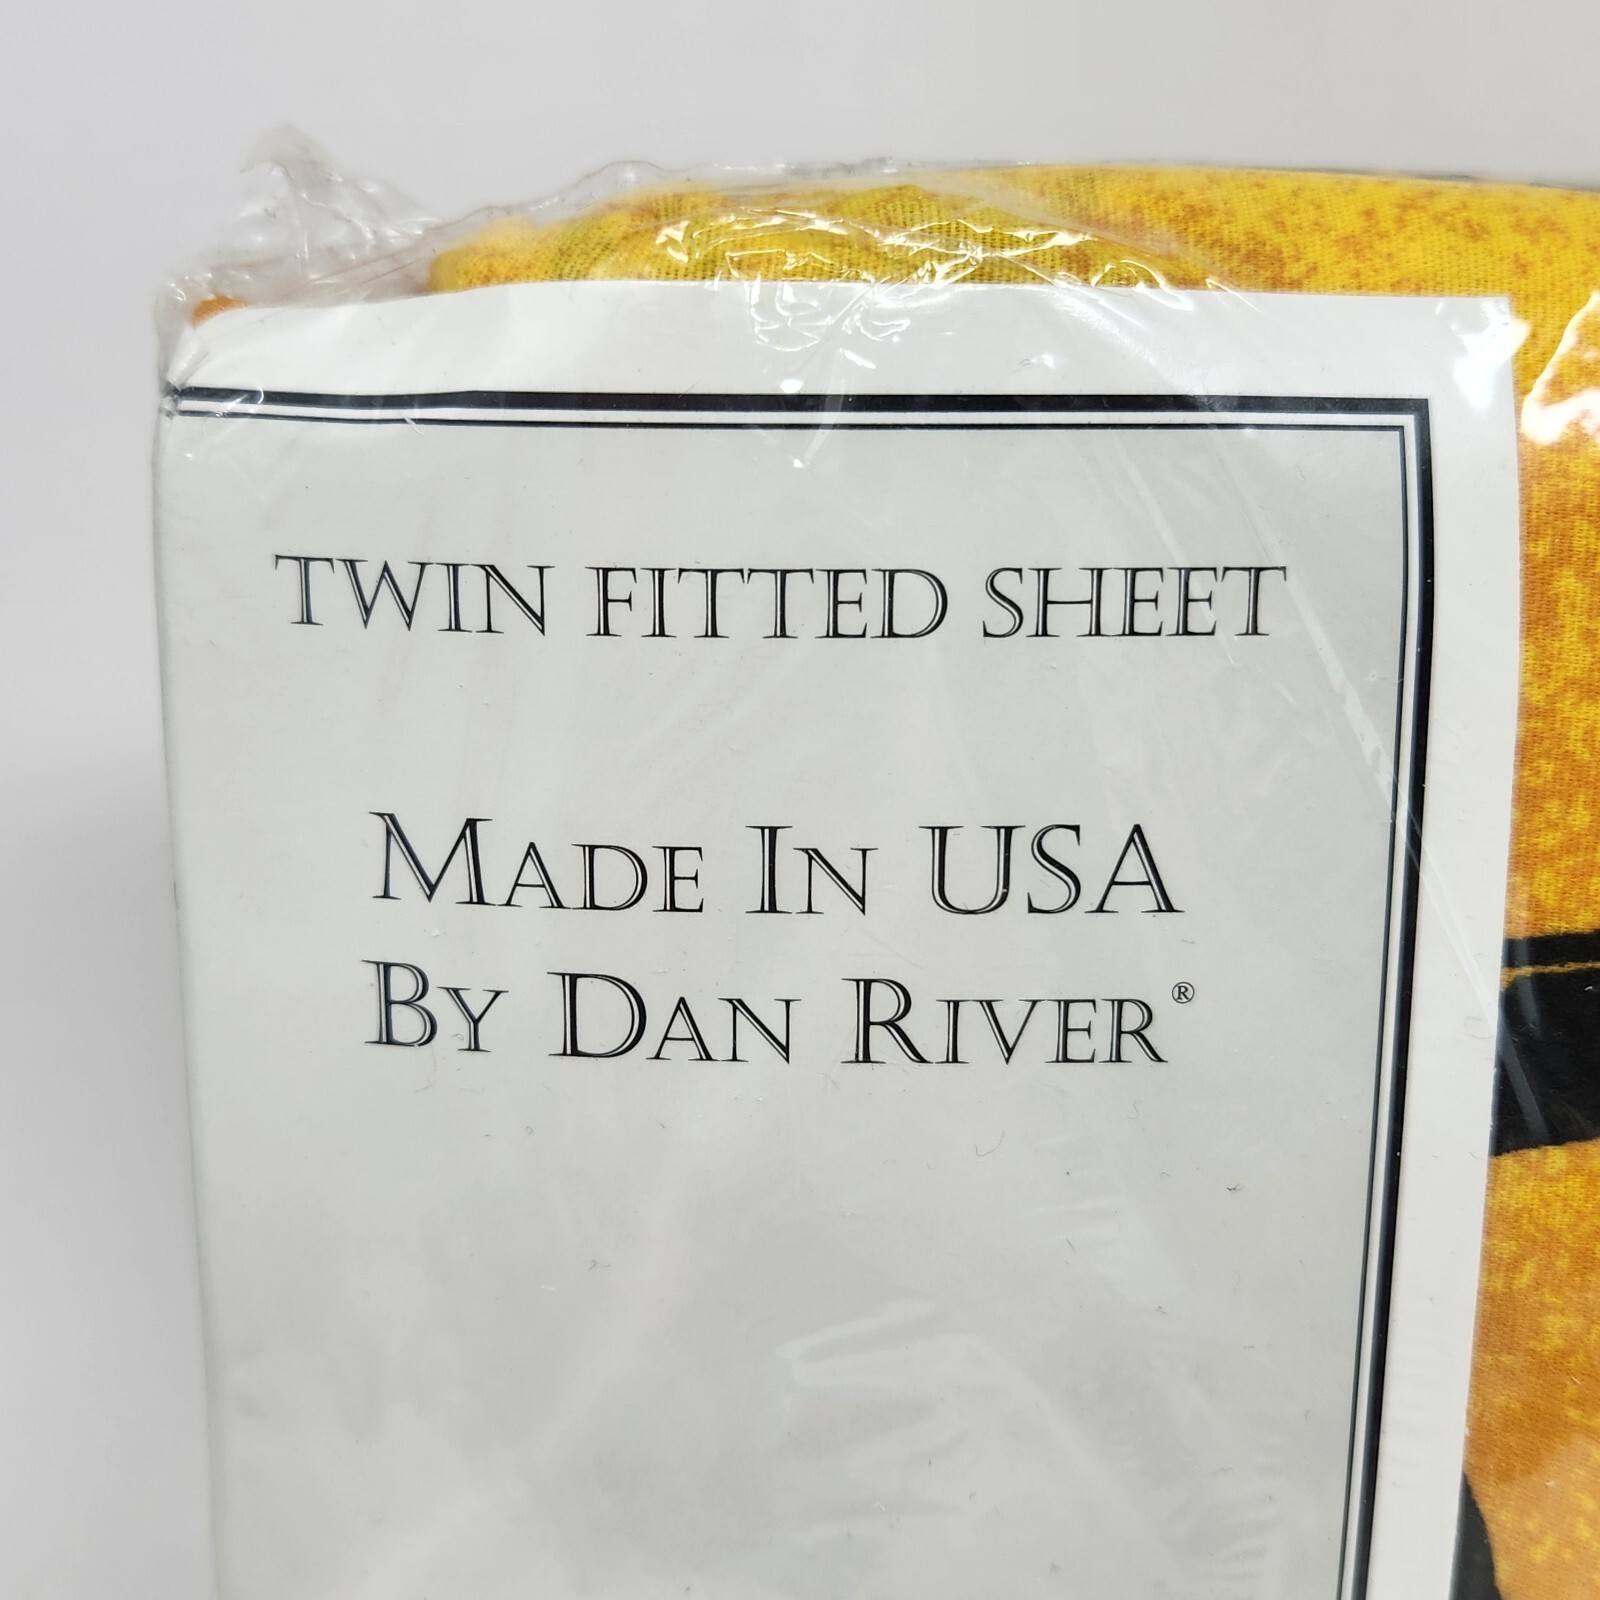 TWIN FITTED SHEET
MADE IN USA
BY DAN RIVER®